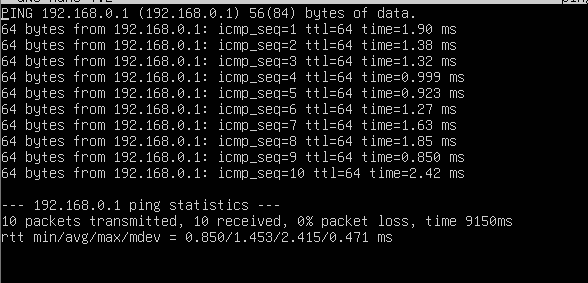 PING 192.168.0.1 (192.168.0.1) 56(84) bytes of data.
64 bytes from 192.168.0.1: icmp_seq=1 ttl=64 time=1.90 ms
64 bytes from 192.168.0.1: icmp_seq=2 ttl=64 time=1.38 ms
64 bytes from 192.168.0.1: icmp_seq=3 ttl=64 time=1.32 ms
64 bytes from 192.168.0.1: icmp_seq=4 ttl=64 time=0.999 ms
64 bytes from 192.168.0.1: icmp_seq=5 ttl=64 time=0.923 ms
64 bytes from 192.168.0.1: icmp_seq=6 ttl=64 time=1.27 ms
64 bytes from 192.168.0.1: icmp_seq=7 ttl=64 time=1.63 ms
64 bytes from 192.168.0.1: icmp_seq=8 ttl=64 time=1.85 ms
64 bytes from 192.168.0.1: icmp_seq=9 ttl=64 time=0.850 ms
64 bytes from 192.168.0.1: icmp_seq=10 ttl=64 time=2.42 ms
--- 192.168.0.1 ping statistics ---
10 packets transmitted, 10 received, 0% packet loss, time 9150ms
rtt min/avg/max/mdev = 0.850/1.453/2.415/0.471 ms